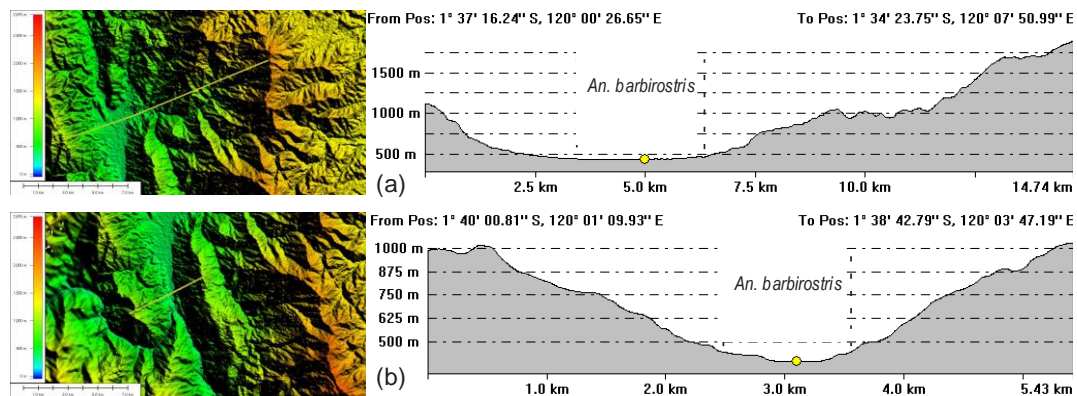 From Pos: 1° 37' 16.24'' S, 120° 00' 26.65'' E To Pos: 1° 34' 23.75'' S, 120° 07' 50.99'' E
1500 m
An. barbirostris
1000 m
500 m
(a)
2.5 km 5.0 km 7.5 km 10.0 km 14.74 km
From Pos: 1° 40' 00.81'' S, 120° 01' 09.93'' E To Pos: 1° 38' 42.79'' S, 120° 03' 47.19'' E
1000 m
875 m
An. barbirostris
750 m
625 m
500 m
(b)
1.0 km 2.0 km 3.0 km 4.0 km 5.43 km